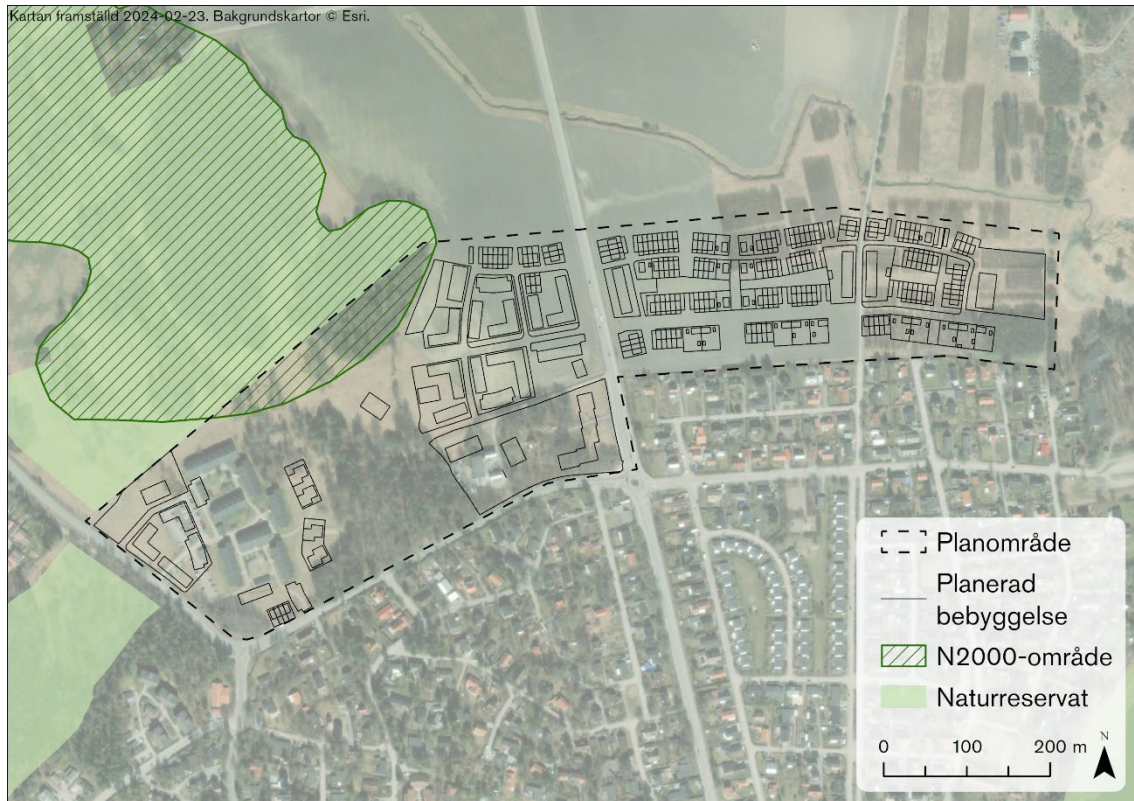 Kartan framställd 2024-02-23. Bakgrundskartor © Esri.
Planområde
Planerad
bebyggelse
N2000-område
Naturreservat
0 100 200 m
N